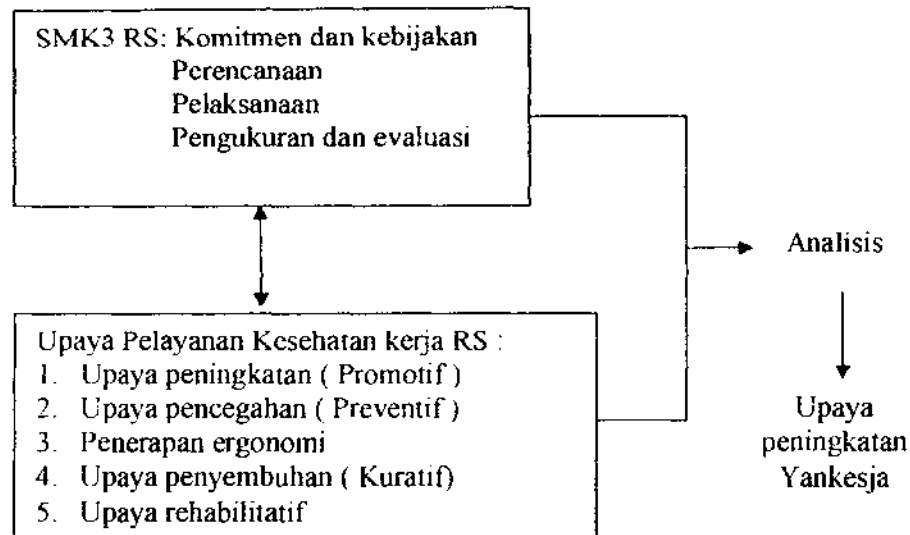 SMK3 RS: Komitmen dan kebijakan
Perencanaan
Pelaksanaan
Pengukuran dan evaluasi
Analisis
Upaya Pelayanan Kesehatan kerja RS :
1. Upaya peningkatan ( Promotif )
2. Upaya pencegahan ( Preventif )
3. Penerapan ergonomi
4. Upaya penyembuhan ( Kuratif)
5. Upaya rehabilitatif
Upaya
peningkatan
Yankesja